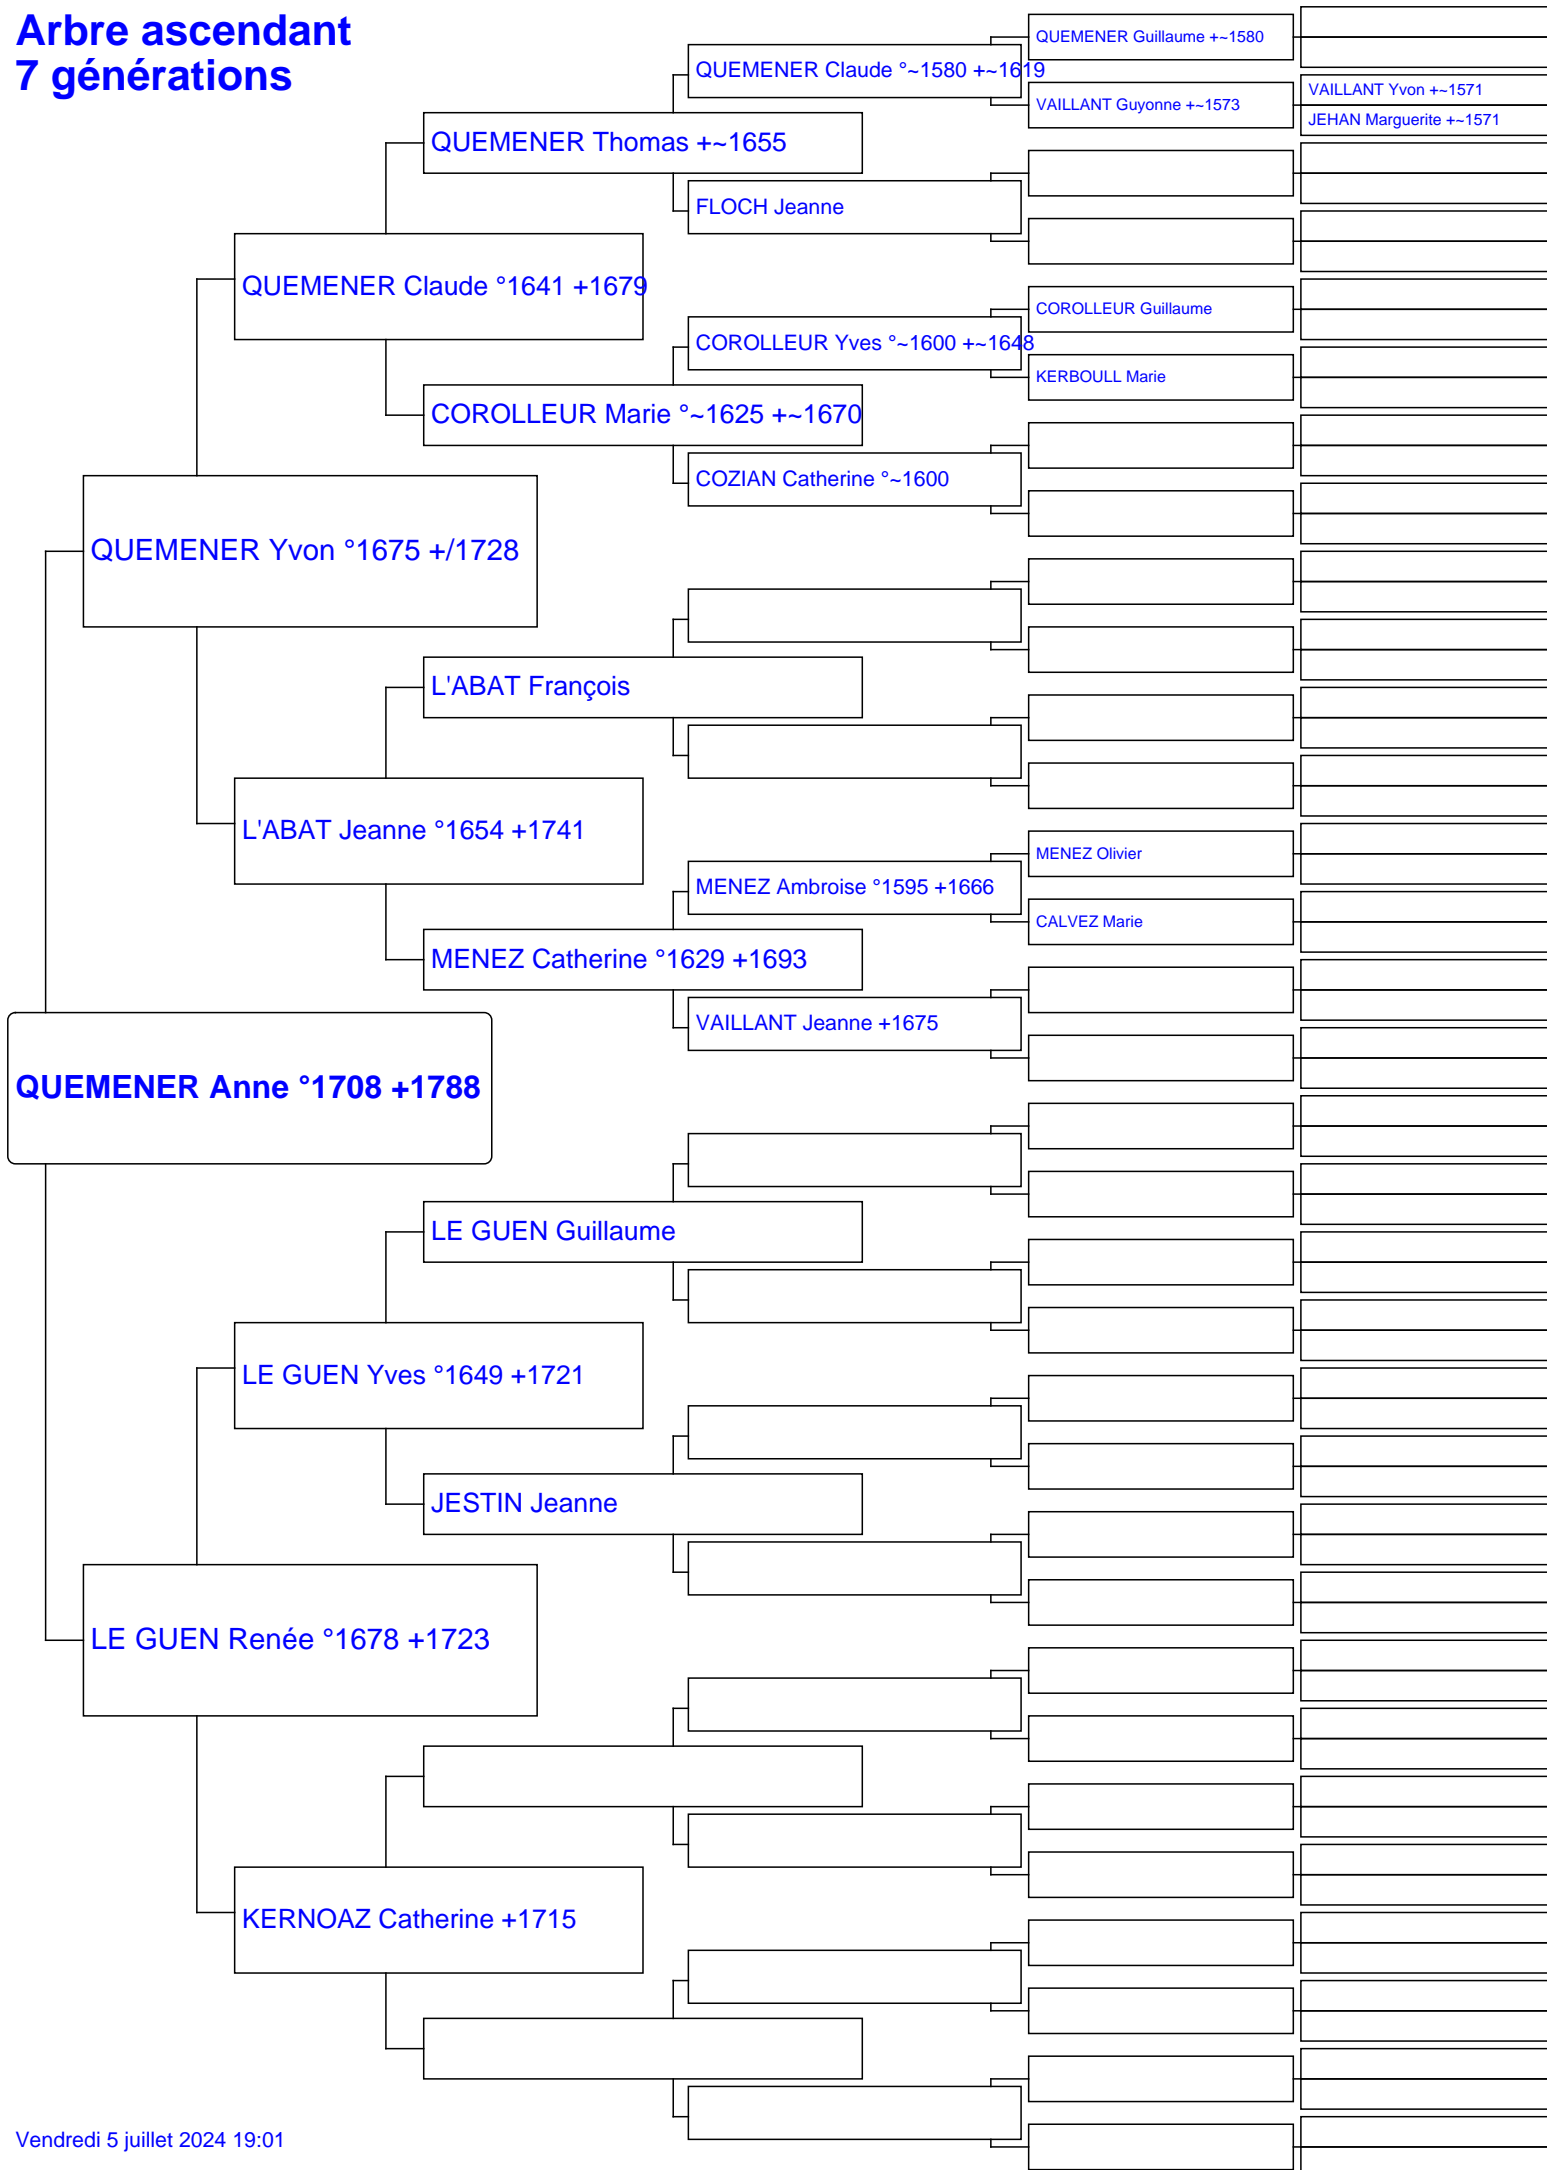 Arbre ascendant
7 générations
QUEMENER Guillaume +~1580
QUEMENER Claude °~1580 +~1619
VAILLANT Yvon +~1571
VAILLANT Guyonne +~1573
JEHAN Marguerite +~1571
QUEMENER Thomas +~1655
FLOCH Jeanne
QUEMENER Claude °1641 +1679
COROLLEUR Guillaume
COROLLEUR Yves °~1600 +~1648
KERBOULL Marie
COROLLEUR Marie °~1625 +~1670
COZIAN Catherine °~1600
QUEMENER Yvon °1675 +/1728
L'ABAT François
L'ABAT Jeanne °1654 +1741
MENEZ Olivier
MENEZ Ambroise °1595 +1666
CALVEZ Marie
MENEZ Catherine °1629 +1693
VAILLANT Jeanne +1675
QUEMENER Anne °1708 +1788
LE GUEN Guillaume
LE GUEN Yves °1649 +1721
JESTIN Jeanne
LE GUEN Renée °1678 +1723
KERNOAZ Catherine +1715
Vendredi 5 juillet 2024 19:01